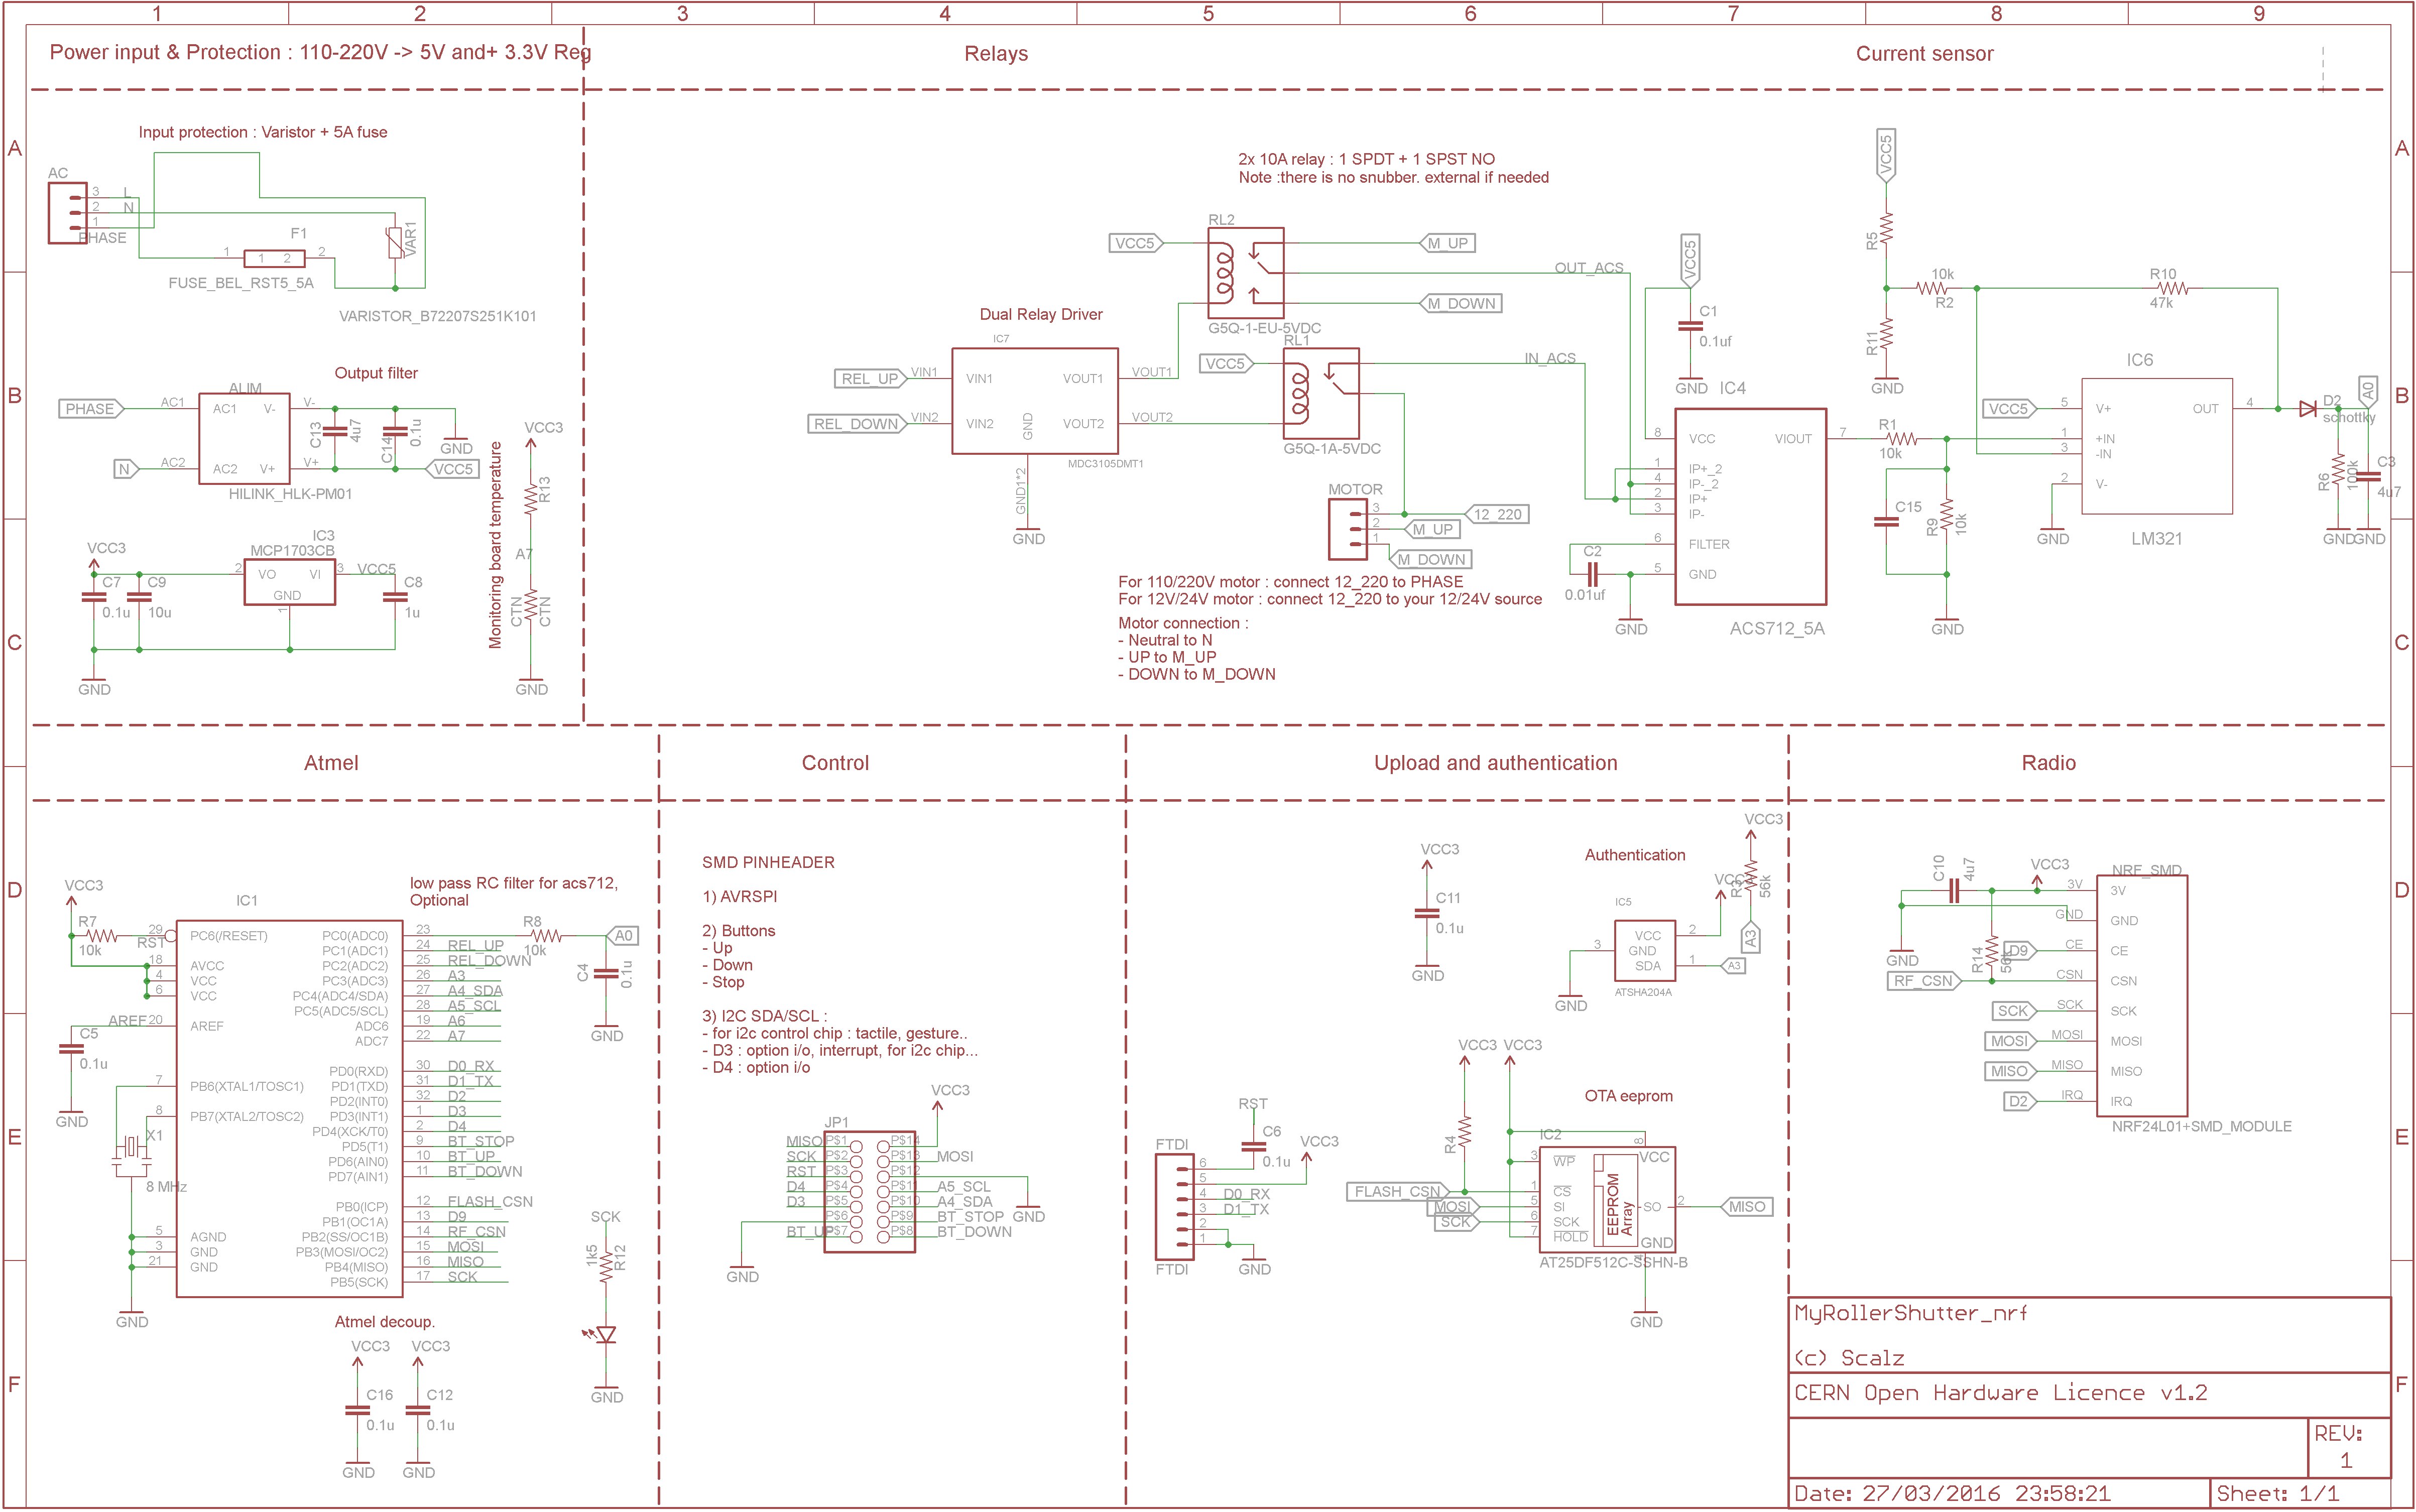 1 2 3 4 5 6 7 8 9
A
B
C
D
E
F
A
B
C
D
E
F
Power input & Protection : 110-220V -> 5V and+ 3.3V Reg
Relays
Current sensor
Input protection : Varistor + 5A fuse
AC
3 L
2 N
1
PHASE
F1
1 1 2 2
FUSE_BEL_RST5_5A
VAR1
VARISTOR_B72207S251K101
Output filter
ALIM
PHASE AC1 AC1 V- V-
N AC2 AC2 V+ V+
HILINK_HLK-PM01
C13
4u7
C14
0.1u
GND
VCC5
IC3
MCP1703CB
VCC3
2 VO VI 3 VCC5
GND
1
C7
0.1u
C9
10u
C8
1u
GND
Monitoring board temperature
VCC3
R13
A7
CTN
CTN
GND
2x 10A relay : 1 SPDT + 1 SPST NO
Note :there is no snubber. external if needed
Dual Relay Driver
IC7
REL_UP VIN1 VIN1 VOUT1 VOUT1
REL_DOWN VIN2 VIN2 VOUT2 VOUT2
GND
MDC3105DMT1
GND1*2
GND
RL2
VCC5
M_UP
OUT_ACS
M_DOWN
G5Q-1-EU-5VDC
RL1
VCC5
IN_ACS
G5Q-1A-5VDC
MOTOR
3 12_220
2 M_UP
1 M_DOWN
For 110/220V motor : connect 12_220 to PHASE
For 12V/24V motor : connect 12_220 to your 12/24V source
Motor connection :
- Neutral to N
- UP to M_UP
- DOWN to M_DOWN
VCC5
C1
0.1uf
GND
IC4
8 VCC VIOUT 7
1 IP+_2
4 IP-_2
2 IP+
3 IP-
6 FILTER
5 GND
ACS712_5A
C2
0.01uf
GND
VCC5
R5
R11
GND
10k
R2
R10
47k
R1
10k
C15
R9
10k
GND
IC6
VCC5 5 V+ OUT 4
1 +IN
3 -IN
2 V-
GND
LM321
D2
schottky
A0
R6
100k
C3
4u7
GND
GND
Atmel
Control
Upload and authentication
Radio
VCC3
R7
10k
IC1
low pass RC filter for acs712,
Optional
29 RST PC6(/RESET)
18 AVCC
4 VCC
6 VCC
AREF 20 AREF
7 PB6(XTAL1/TOSC1)
8 PB7(XTAL2/TOSC2)
5 AGND
3 GND
21 GND
PC0(ADC0) 23
PC1(ADC1) 24 REL_UP
PC2(ADC2) 25 REL_DOWN
PC3(ADC3) 26 A3
PC4(ADC4/SDA) 27 A4_SDA
PC5(ADC5/SCL) 28 A5_SCL
ADC6 19 A6
ADC7 22 A7
PD0(RXD) 30 D0_RX
PD1(TXD) 31 D1_TX
PD2(INT0) 32 D2
PD3(INT1) 1 D3
PD4(XCK/T0) 2 D4
PD5(T1) 9 BT_STOP
PD6(AIN0) 10 BT_UP
PD7(AIN1) 11 BT_DOWN
PB0(ICP) 12 FLASH_CSN
PB1(OC1A) 13 D9
PB2(SS/OC1B) 14 RF_CSN
PB3(MOSI/OC2) 15 MOSI
PB4(MISO) 16 MISO
PB5(SCK) 17 SCK
C5
0.1u
GND
X1
8 MHz
GND
R8
10k
A0
C4
0.1u
GND
SCK
1k5
R12
GND
Atmel decoup.
VCC3
C16
0.1u
GND
VCC3
C12
0.1u
GND
SMD PINHEADER
1) AVRSPI
2) Buttons
- Up
- Down
- Stop
3) I2C SDA/SCL :
- for i2c control chip : tactile, gesture..
- D3 : option i/o, interrupt, for i2c chip...
- D4 : option i/o
VCC3
JP1
MISO P$1 P$14
SCK P$2 P$13 MOSI
RST P$3 P$12
D4 P$4 P$11 A5_SCL
D3 P$5 P$10 A4_SDA
P$6 P$9 BT_STOP
BT_UP P$7 P$8 BT_DOWN
GND
GND
VCC3
C11
0.1u
GND
Authentication
VCC3
R3
56k
A3
VCC3
IC5
VCC 2
3 GND
SDA 1 A3
ATSHA204A
GND
RST
C6
0.1u
VCC3
FTDI
6
5
4 D0_RX
3 D1_TX
2
1
FTDI
GND
VCC3 VCC3
OTA eeprom
R4
IC2
8
VCC
3 WP
FLASH_CSN 1 CS
MOSI 5 SI
SCK 6 SCK
7 HOLD
EEPROM
Array
SO 2 MISO
GND
4
AT25DF512C-SSHN-B
GND
C10
4u7
VCC3
NRF_SMD
3V 3V
GND GND
D9 CE CE
RF_CSN CSN CSN
SCK SCK SCK
MOSI MOSI MOSI
MISO MISO MISO
D2 IRQ IRQ
GND
R14
56k
NRF24L01+SMD_MODULE
MyRollerShutter_nrf
(c) Scalz
CERN Open Hardware Licence v1.2
REV:
1
Date: 27/03/2016 23:58:21
Sheet: 1/1